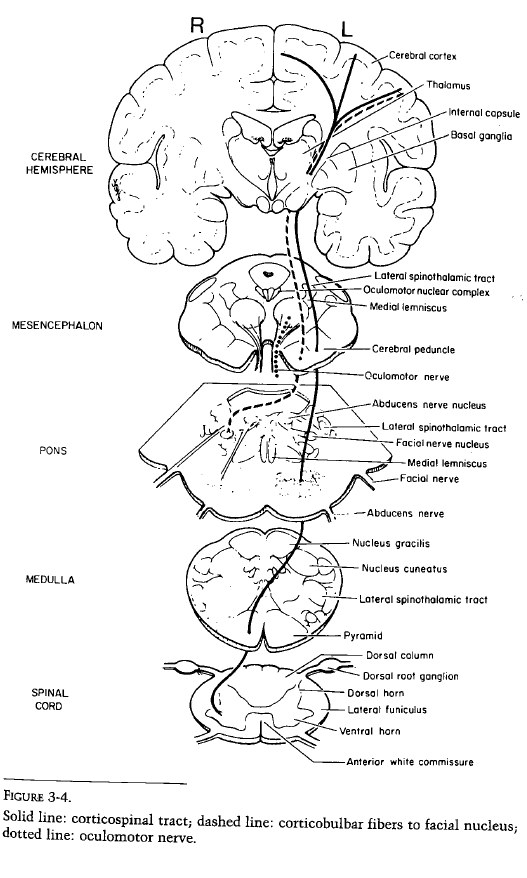 R L
Cerebral cortex
Thalamus
Internal capsule
Basal ganglia
CEREBRAL
HEMISPHERE
Lateral spinothalamic tract
Oculomotor nuclear complex
Medial lemniscus
MESENCEPHALON
Cerebral peduncle
Oculomotor nerve
Abducens nerve nucleus
Lateral spinothalamic tract
Facial nerve nucleus
PONS
Medial lemniscus
Facial nerve
Abducens nerve
Nucleus gracilis
Nucleus cuneatus
MEDULLA
Lateral spinothalamic tract
Pyramid
Dorsal column
Dorsal root ganglion
Dorsal horn
SPINAL
CORD
Lateral funiculus
Ventral horn
Anterior white commissure
FIGURE 3-4.
Solid line: corticospinal tract; dashed line: corticobulbar fibers to facial nucleus;
dotted line: oculomotor nerve.